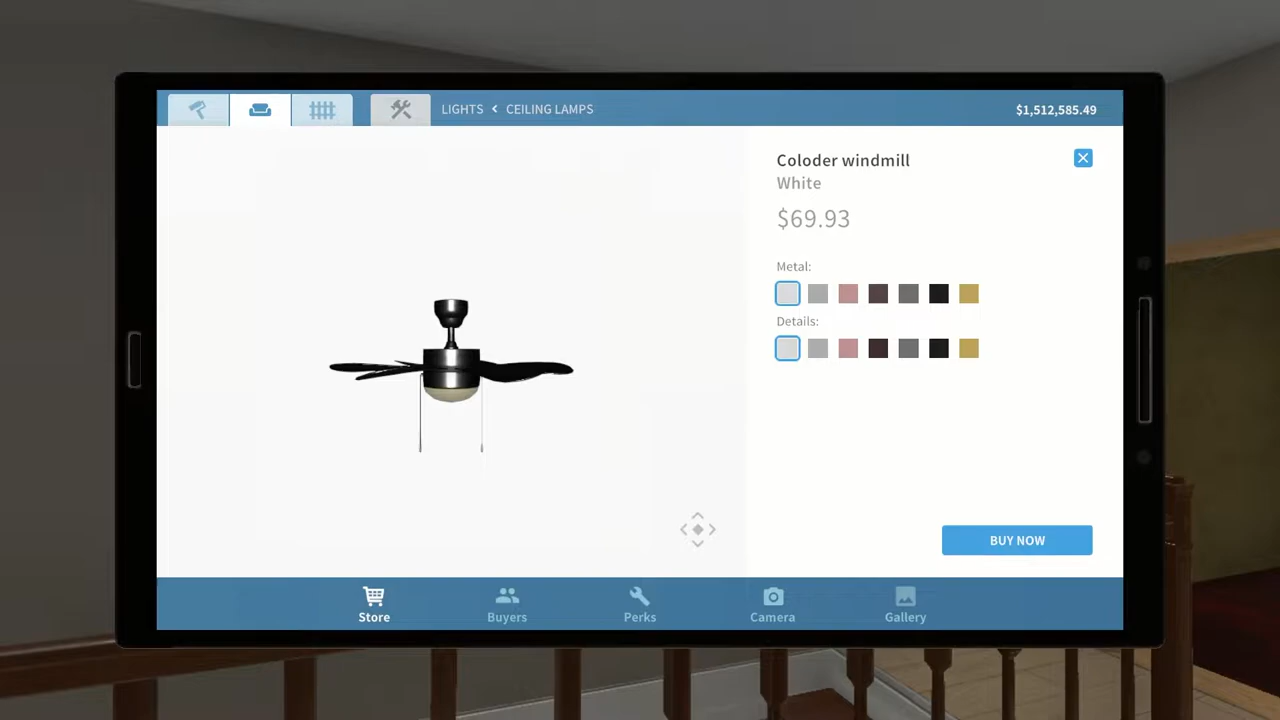 LIGHTS < CEILING LAMPS
$1,512,585.49
Coloder windmill
White
$69.93
Metal:
Details:
BUY NOW
Store
Buyers
Perks
Camera
Gallery